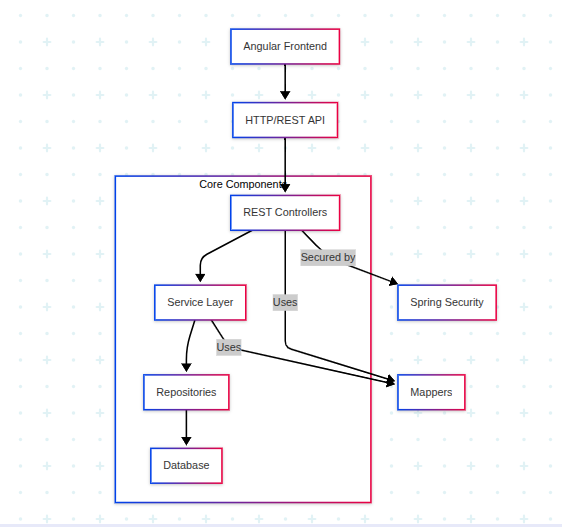 Angular Frontend
HTTP/REST API
Core Components
REST Controllers
Secured by
Service Layer
Uses
Spring Security
Uses
Repositories
Mappers
Database